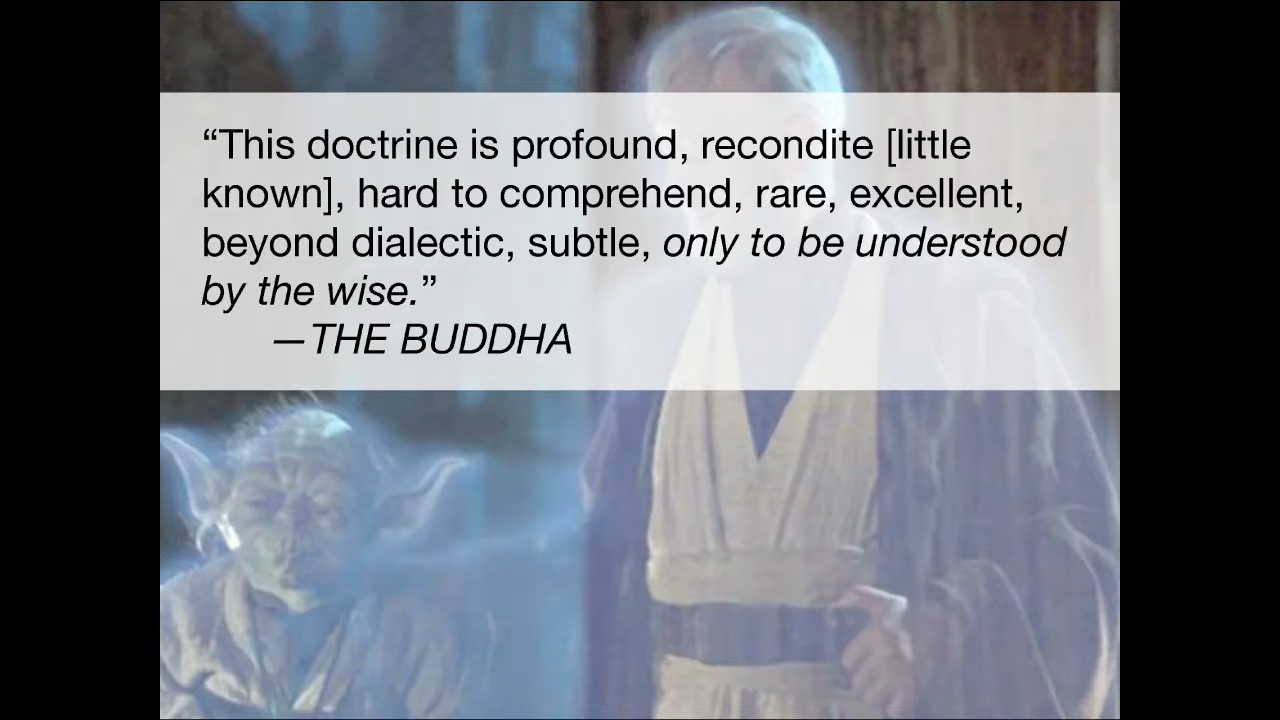 “This doctrine is profound, recondite [little
known], hard to comprehend, rare, excellent,
beyond dialectic, subtle, only to be understood
by the wise.”
—THE BUDDHA